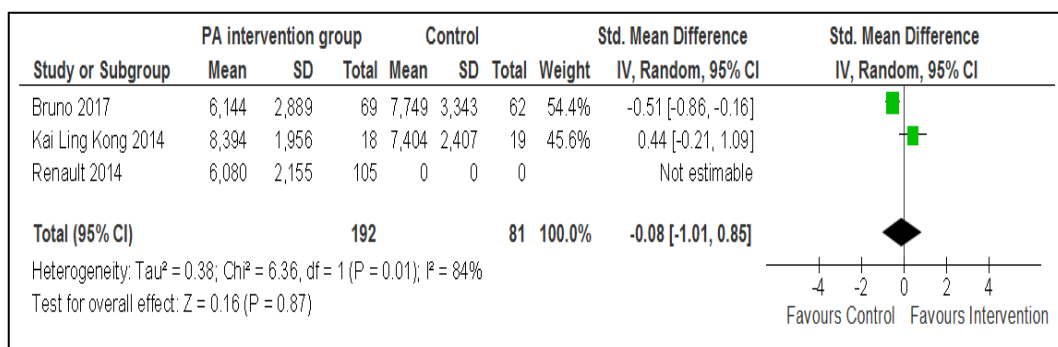 PA intervention group Control Std. Mean Difference Std. Mean Difference
Study or Subgroup Mean SD Total Mean SD Total Weight IV, Random, 95% CI IV, Random, 95% CI
Bruno 2017 6,144 2,889 69 7,749 3,343 62 54.4% -0.51 [-0.86, -0.16]
Kai Ling Kong 2014 8,394 1,956 18 7,404 2,407 19 45.6% 0.44 [-0.21, 1.09]
Renault 2014 6,080 2,155 105 0 0 0 Not estimable
Total (95% CI) 192 81 100.0% -0.08 [-1.01, 0.85]
Heterogeneity: Tau² = 0.38; Chi² = 6.36, df = 1 (P = 0.01); I² = 84%
Test for overall effect: Z = 0.16 (P = 0.87)
-4 -2 0 2 4
Favours Control Favours Intervention